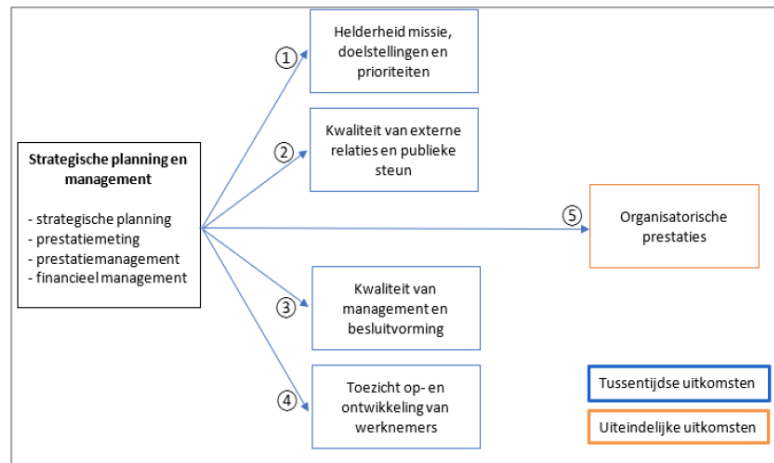 Helderheid missie,
doelstellingen en
prioriteiten
①
Kwaliteit van externe
relaties en publieke
steun
②
Strategische planning en
management
- strategische planning
- prestatiemeting
- prestatiemanagement
- financieel management
⑤
Organisatorische
prestaties
Kwaliteit van
management en
besluitvorming
③
Toezicht op- en
ontwikkeling van
werknemers
④
Tussentijdse uitkomsten
Uiteindelijke uitkomsten